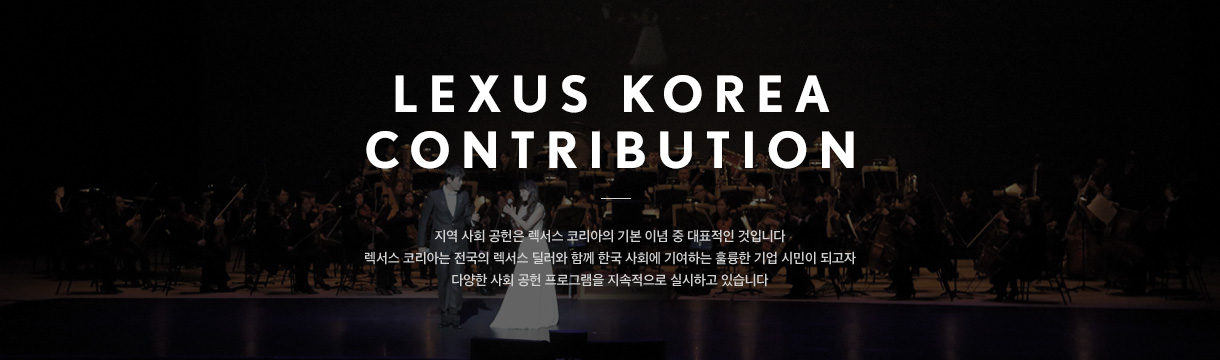 LEXUS KOREA
CONTRIBUTION
지역 사회 공헌은 렉서스 코리아의 기본 이념 중 대표적인 것입니다
렉서스 코리아는 전국의 렉서스 딜러와 함께 한국 사회에 기여하는 훌륭한 기업 시민이 되고자
다양한 사회 공헌 프로그램을 지속적으로 실시하고 있습니다